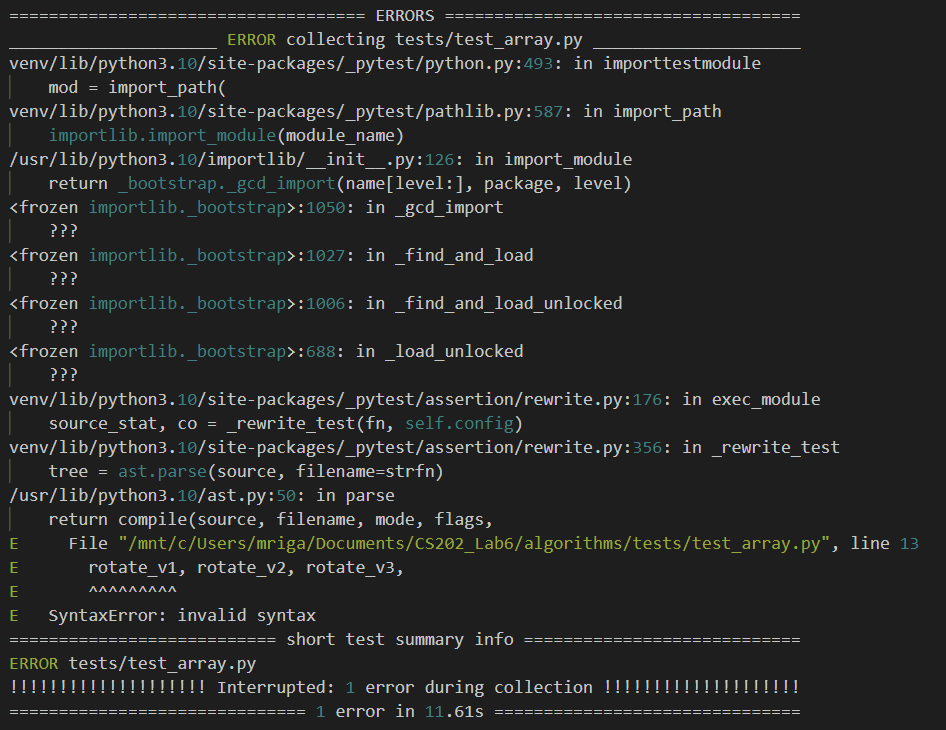 ==================================== ERRORS ====================================
_____________________ ERROR collecting tests/test_array.py _____________________
venv/lib/python3.10/site-packages/_pytest/python.py:493: in importtestmodule
    mod = import_path(
venv/lib/python3.10/site-packages/_pytest/pathlib.py:587: in import_path
    importlib.import_module(module_name)
/usr/lib/python3.10/importlib/__init__.py:126: in import_module
    return _bootstrap._gcd_import(name[level:], package, level)
<frozen importlib._bootstrap>:1050: in _gcd_import
    ???
<frozen importlib._bootstrap>:1027: in _find_and_load
    ???
<frozen importlib._bootstrap>:1006: in _find_and_load_unlocked
    ???
<frozen importlib._bootstrap>:688: in _load_unlocked
    ???
venv/lib/python3.10/site-packages/_pytest/assertion/rewrite.py:176: in exec_module
    source_stat, co = _rewrite_test(fn, self.config)
venv/lib/python3.10/site-packages/_pytest/assertion/rewrite.py:356: in _rewrite_test
    tree = ast.parse(source, filename=strfn)
/usr/lib/python3.10/ast.py:50: in parse
    return compile(source, filename, mode, flags,
E     File "/mnt/c/Users/mriga/Documents/CS202_Lab6/algorithms/tests/test_array.py", line 13
E       rotate_v1, rotate_v2, rotate_v3,
E       ^^^^^^^^^
E   SyntaxError: invalid syntax
=========================== short test summary info ============================
ERROR tests/test_array.py
!!!!!!!!!!!!!!!!!!!! Interrupted: 1 error during collection !!!!!!!!!!!!!!!!!!!!
============================== 1 error in 11.61s ===============================